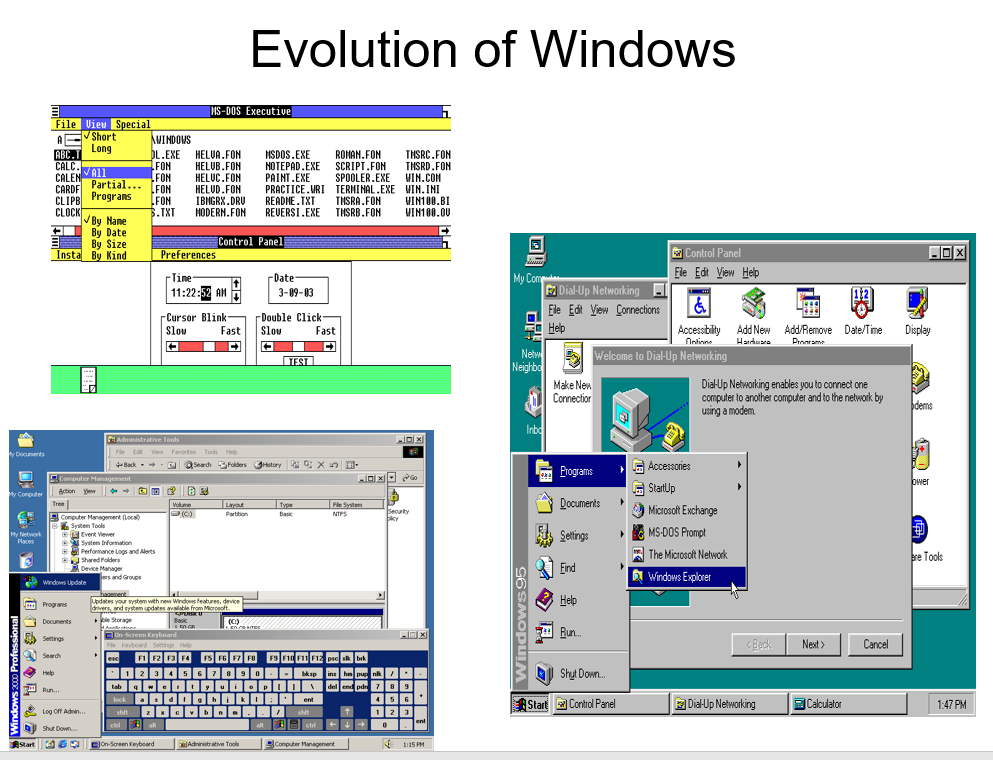 Evolution of Windows
MS-DOS Executive
File View Special
Short
Long
All
Partial...
Programs
By Name
By Date
By Size
By Kind
A \WINDOWS
ABC.T OL.EXE HELVA.FON MSDOS.EXE ROMAN.FON TMSRC.FON
CALC. .FON HELVB.FON NOTEPAD.EXE SCRIPT.FON TMSRD.FON
CALEN .FON HELVC.FON PAINT.EXE SPOOLER.EXE WIN.COM
CARDF .FON HELVD.FON PRACTICE.WRI TERMINAL.EXE WIN.INI
CLIPB .FON IBMGRX.DRV README.TXT TMSRA.FON WIN100.BI
CLOCK S.TXT MODERN.FON REVERSI.EXE TMSRB.FON WIN100.OV
Control Panel
Insta Preferences
Time Date
11:22:52 AM 3-09-03
Cursor Blink Double Click
Slow Fast Slow Fast
TEST
My Computer
Network Neighborh
Inbo
Control Panel
File Edit View Help
Accessibility Options
Add New Hardware
Add/Remove Programs
Date/Time
Display
odems
ower
are Tools
Dial-Up Networking
File Edit View Connections
Help
Make New
Connection
Welcome to Dial-Up Networking
Dial-Up Networking enables you to connect one
computer to another computer and to the network by
using a modem.
< Back Next > Cancel
Windows 95
Programs
Documents
Settings
Find
Help
Run...
Shut Down...
Accessories
StartUp
Microsoft Exchange
MS-DOS Prompt
The Microsoft Network
Windows Explorer
Start Control Panel Dial-Up Networking Calculator 1:47 PM
My Documents
My Computer
My Network
Places
Administrative Tools
File Edit View Favorites Tools Help
Back Search Folders History
Go
Security
olicy
Computer Management
Action View
Tree
Computer Management (Local)
System Tools
Event Viewer
System Information
Performance Logs and Alerts
Shared Folders
Device Manager
ers and Groups
nagement
able Storage
Volume Layout Type File System
(C:) Partition Basic NTFS
Basic
(C:)
Windows Update
Updates your system with new Windows features, device
drivers, and system updates available from Microsoft.
Programs
Documents
Settings
Search
Help
Run...
Log Off Admin...
Shut Down...
Windows 2000 Professional
On-Screen Keyboard
File Keyboard Settings Help
esc F1 F2 F3 F4 F5 F6 F7 F8 F9 F10 F11 F12 psc slk brk
` 1 2 3 4 5 6 7 8 9 0 - = bksp ins hm pup nlk / * -
tab q w e r t y u i o p [ ] \ del end pdn 7 8 9 +
lock a s d f g h j k l ; ' ent 4 5 6
shft z x c v b n m , . / shft 1 2 3 ent
ctrl alt alt ctrl 0 .
Start On-Screen Keyboard Administrative Tools Computer Management 1:15 PM